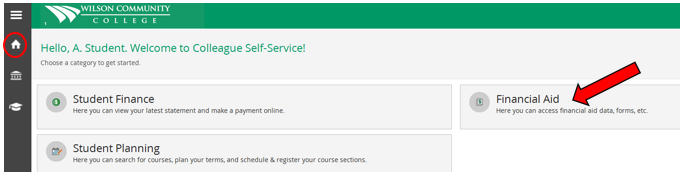 WILSON COMMUNITY
COLLEGE
Hello, A. Student. Welcome to Colleague Self-Service!
Choose a category to get started.
Student Finance
Here you can view your latest statement and make a payment online.
Financial Aid
Here you can access financial aid data, forms, etc.
Student Planning
Here you can search for courses, plan your terms, and schedule & register your course sections.